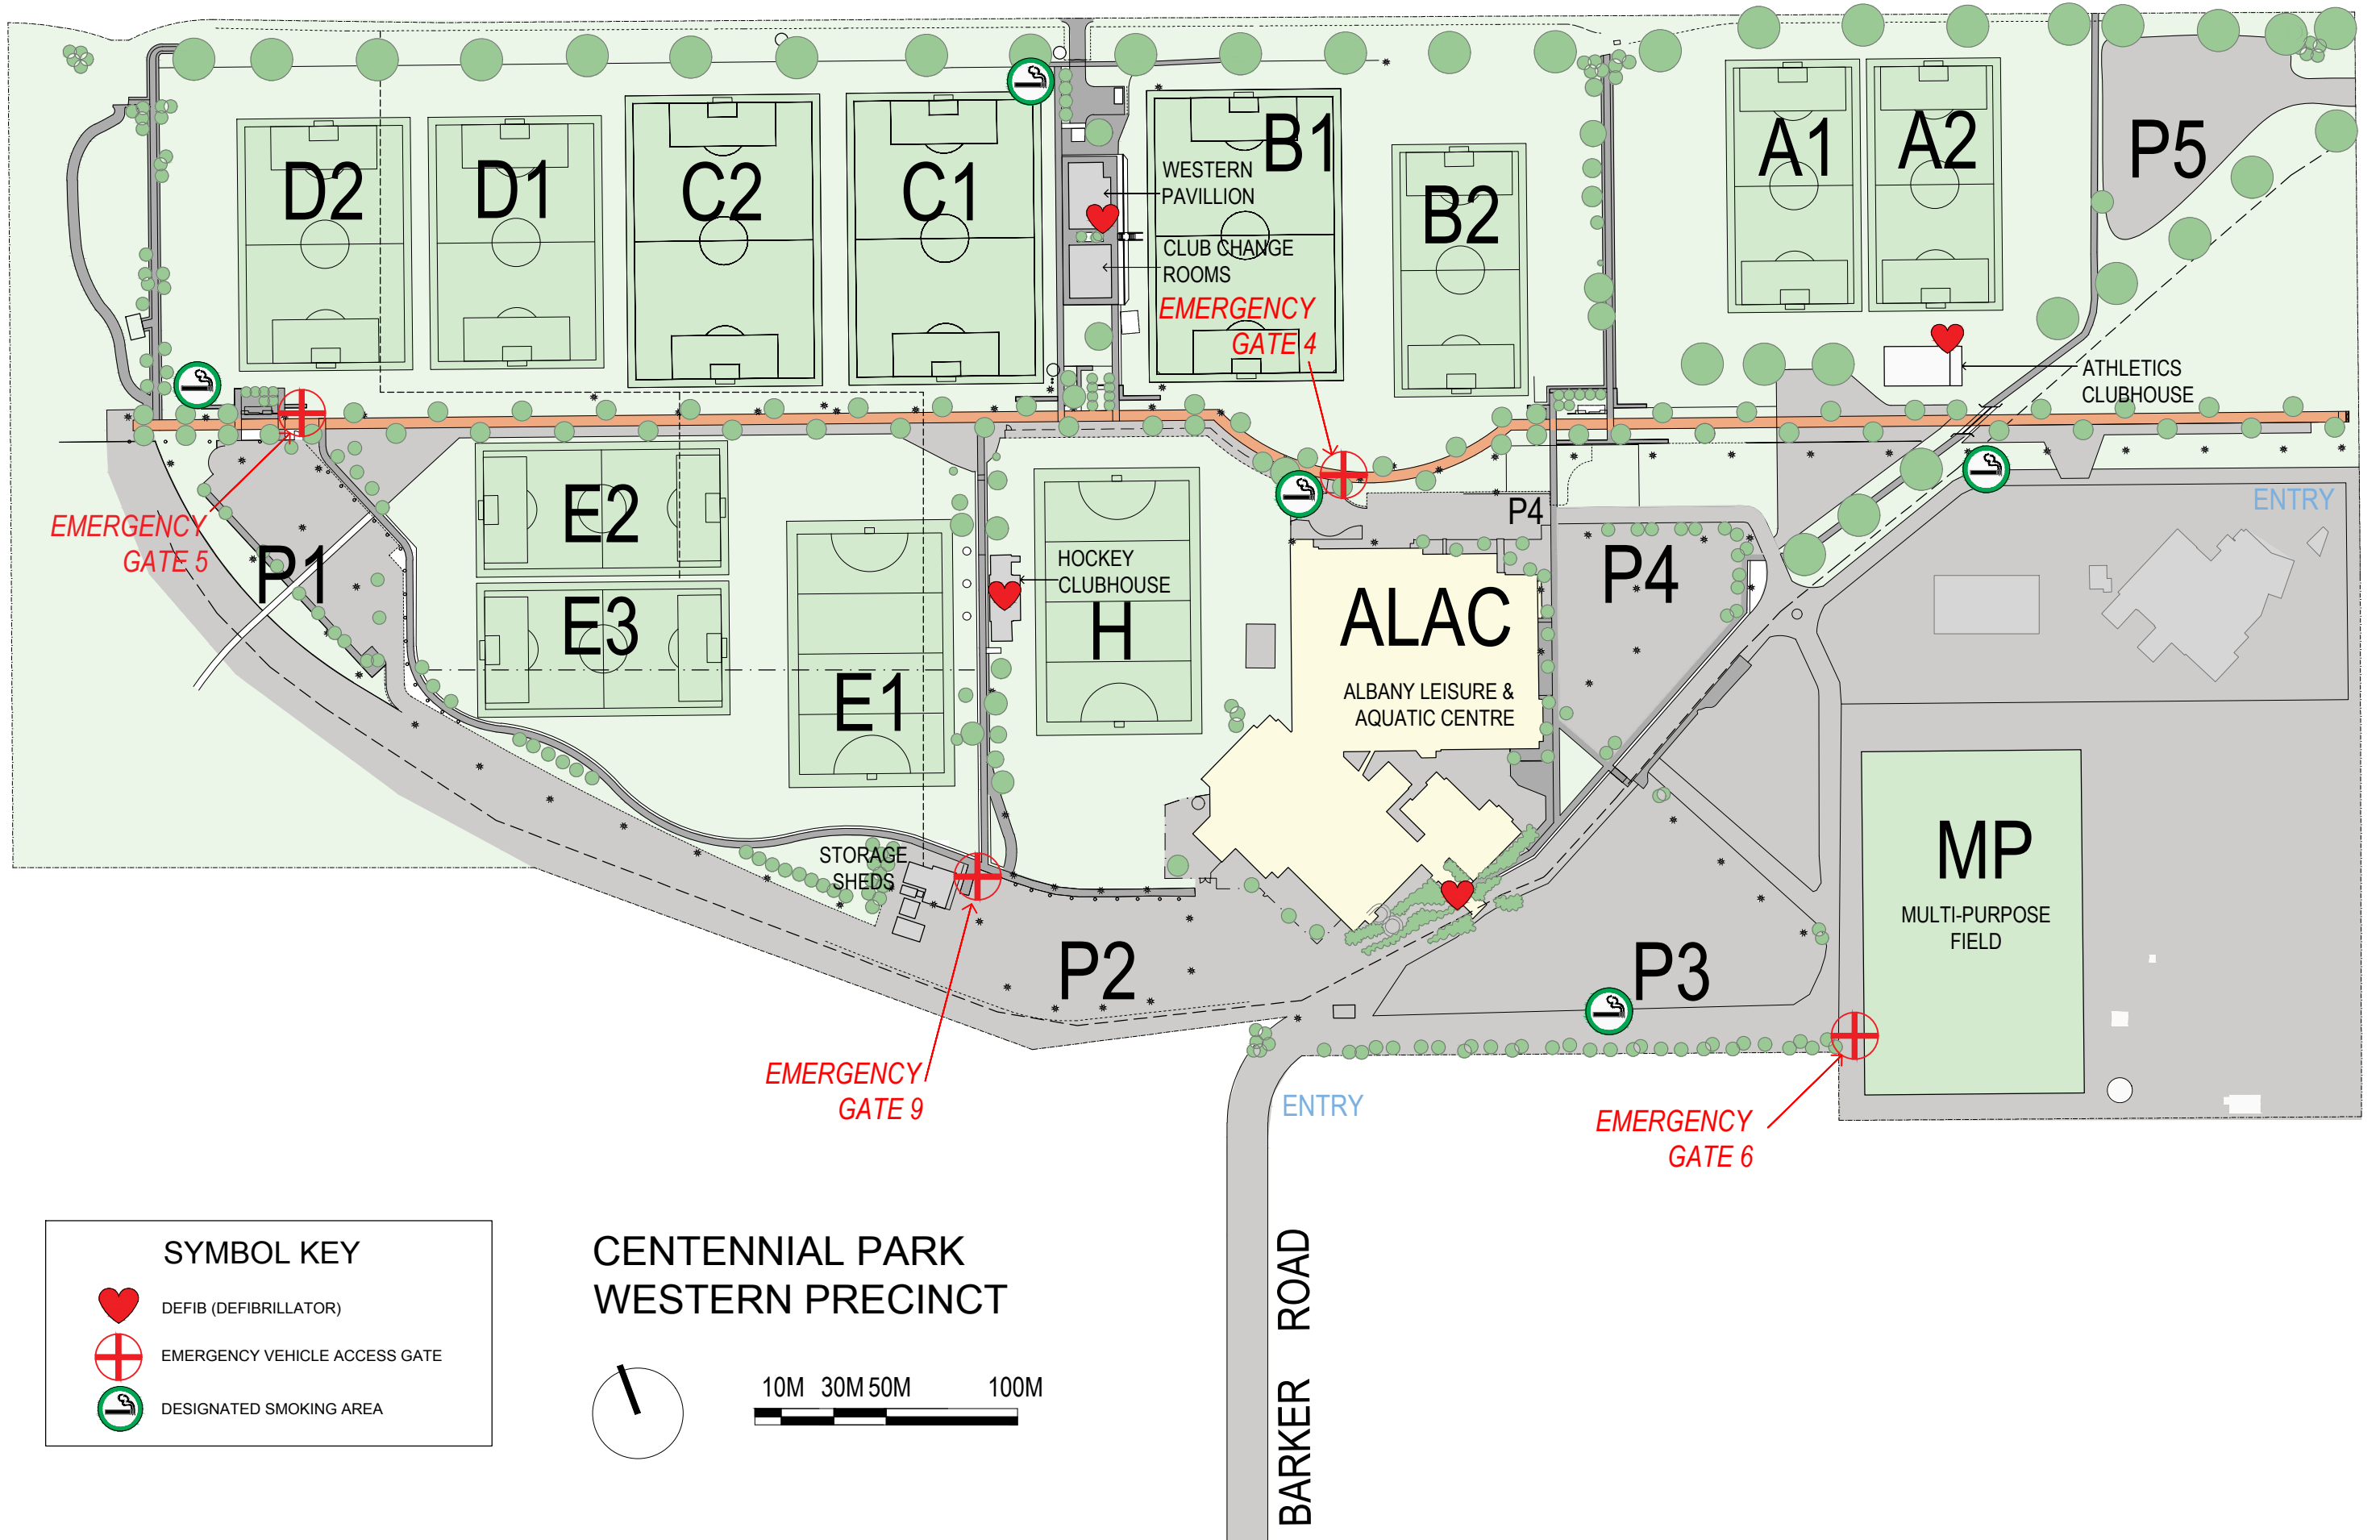 D2
D1
C2
C1
B1
B2
A1
A2
P5
WESTERN
PAVILLION
CLUB CHANGE
ROOMS
EMERGENCY
GATE 4
ATHLETICS
CLUBHOUSE
EMERGENCY
GATE 5
P1
E2
E3
E1
HOCKEY
CLUBHOUSE
H
P4
P4
ENTRY
ALAC
ALBANY LEISURE &
AQUATIC CENTRE
STORAGE
SHEDS
P2
P3
MP
MULTI-PURPOSE
FIELD
EMERGENCY
GATE 9
ENTRY
EMERGENCY
GATE 6
BARKER ROAD
SYMBOL KEY
DEFIB (DEFIBRILLATOR)
EMERGENCY VEHICLE ACCESS GATE
DESIGNATED SMOKING AREA
CENTENNIAL PARK
WESTERN PRECINCT
10M 30M 50M 100M